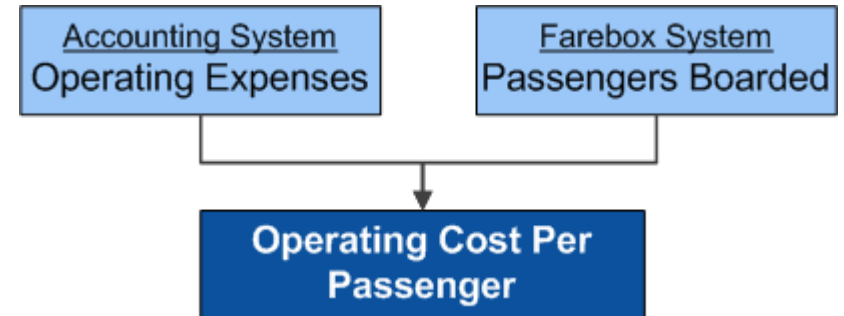 Accounting System
Operating Expenses
Farebox System
Passengers Boarded
Operating Cost Per
Passenger